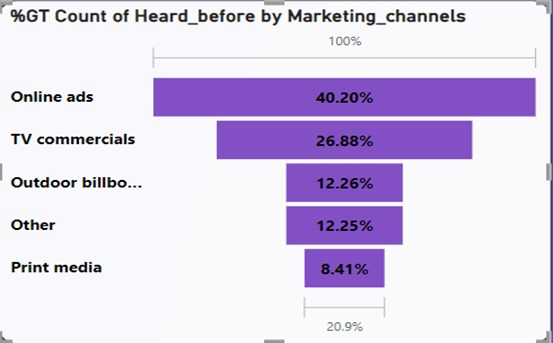 %GT Count of Heard_before by Marketing_channels
100%
Online ads 40.20%
TV commercials 26.88%
Outdoor billbo... 12.26%
Other 12.25%
Print media 8.41%
20.9%